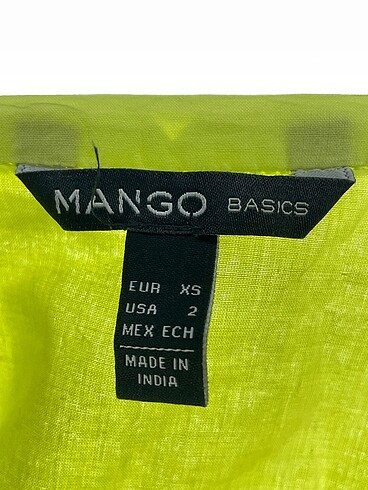 MANGO BASICS
EUR XS
USA 2
MEX ECH
MADE IN
INDIA